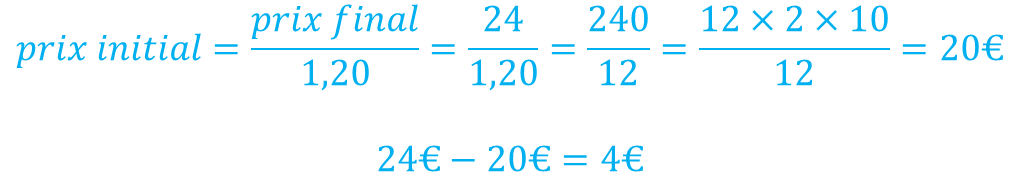 prix initial = prix final / 1,20 = 24 / 1,20 = 240 / 12 = 12 × 2 × 10 / 12 = 20€
24€ − 20€ = 4€